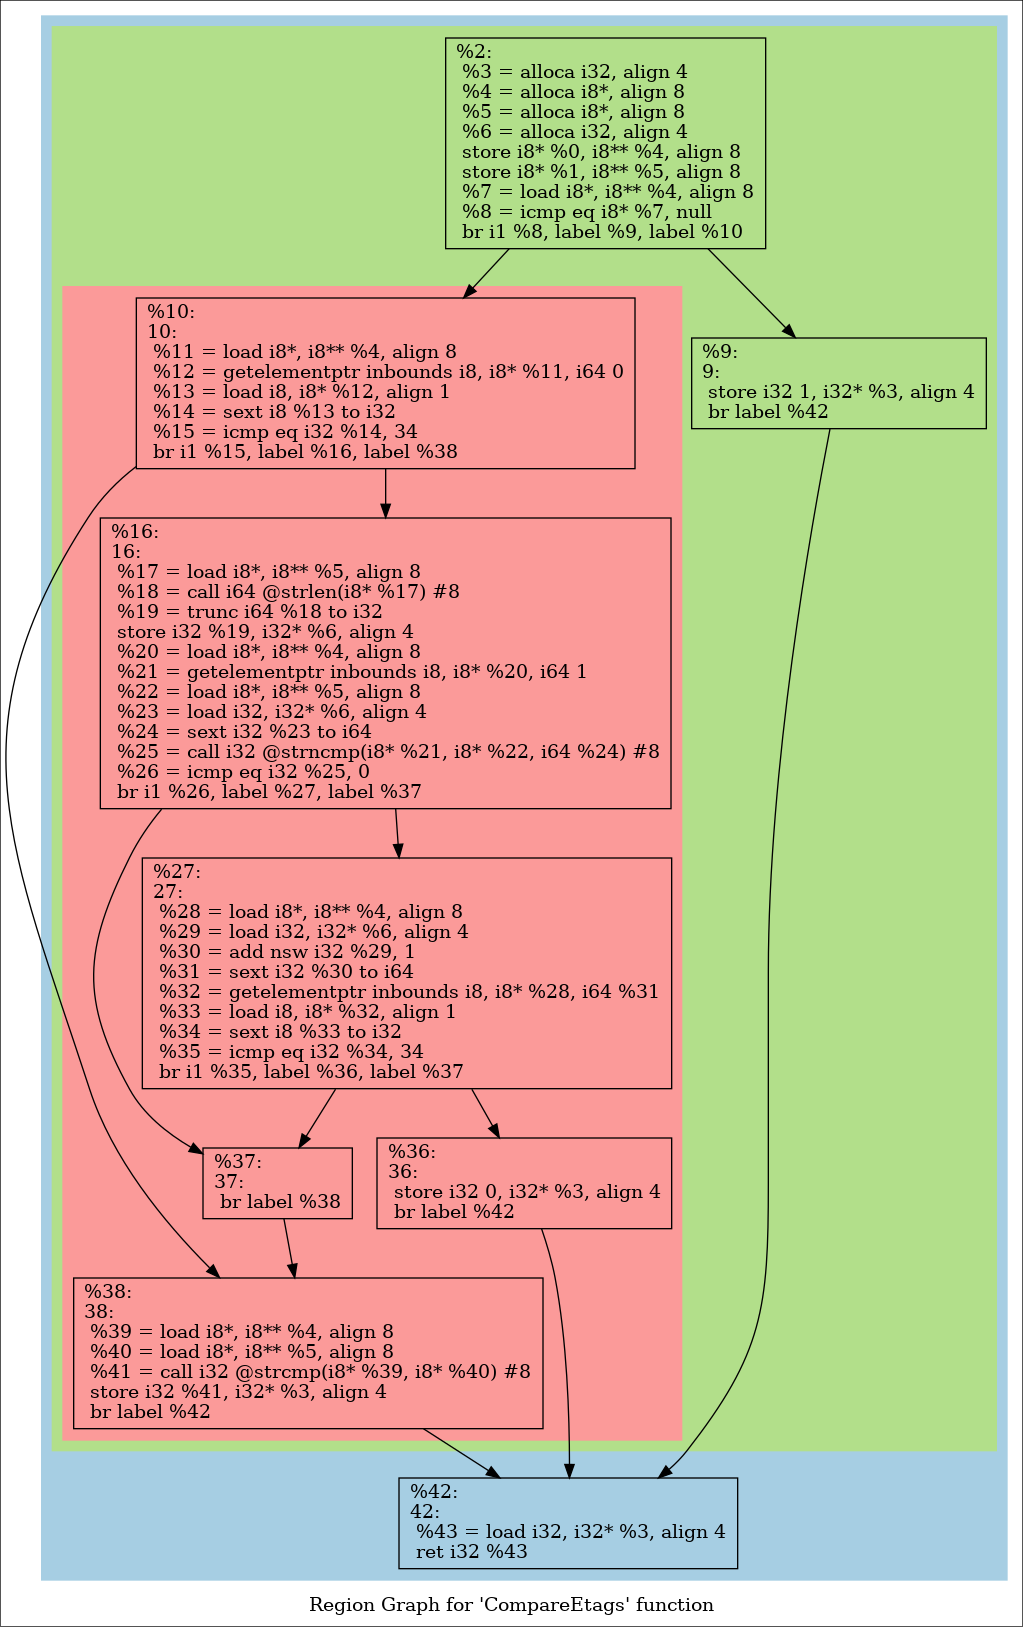 %2:
%3 = alloca i32, align 4
%4 = alloca i8*, align 8
%5 = alloca i8*, align 8
%6 = alloca i32, align 4
store i8* %0, i8** %4, align 8
store i8* %1, i8** %5, align 8
%7 = load i8*, i8** %4, align 8
%8 = icmp eq i8* %7, null
br i1 %8, label %9, label %10
%10:
10:
%11 = load i8*, i8** %4, align 8
%12 = getelementptr inbounds i8, i8* %11, i64 0
%13 = load i8, i8* %12, align 1
%14 = sext i8 %13 to i32
%15 = icmp eq i32 %14, 34
br i1 %15, label %16, label %38
%9:
9:
store i32 1, i32* %3, align 4
br label %42
%16:
16:
%17 = load i8*, i8** %5, align 8
%18 = call i64 @strlen(i8* %17) #8
%19 = trunc i64 %18 to i32
store i32 %19, i32* %6, align 4
%20 = load i8*, i8** %4, align 8
%21 = getelementptr inbounds i8, i8* %20, i64 1
%22 = load i8*, i8** %5, align 8
%23 = load i32, i32* %6, align 4
%24 = sext i32 %23 to i64
%25 = call i32 @strncmp(i8* %21, i8* %22, i64 %24) #8
%26 = icmp eq i32 %25, 0
br i1 %26, label %27, label %37
%27:
27:
%28 = load i8*, i8** %4, align 8
%29 = load i32, i32* %6, align 4
%30 = add nsw i32 %29, 1
%31 = sext i32 %30 to i64
%32 = getelementptr inbounds i8, i8* %28, i64 %31
%33 = load i8, i8* %32, align 1
%34 = sext i8 %33 to i32
%35 = icmp eq i32 %34, 34
br i1 %35, label %36, label %37
%37:
37:
br label %38
%36:
36:
store i32 0, i32* %3, align 4
br label %42
%38:
38:
%39 = load i8*, i8** %4, align 8
%40 = load i8*, i8** %5, align 8
%41 = call i32 @strcmp(i8* %39, i8* %40) #8
store i32 %41, i32* %3, align 4
br label %42
%42:
42:
%43 = load i32, i32* %3, align 4
ret i32 %43
Region Graph for 'CompareEtags' function